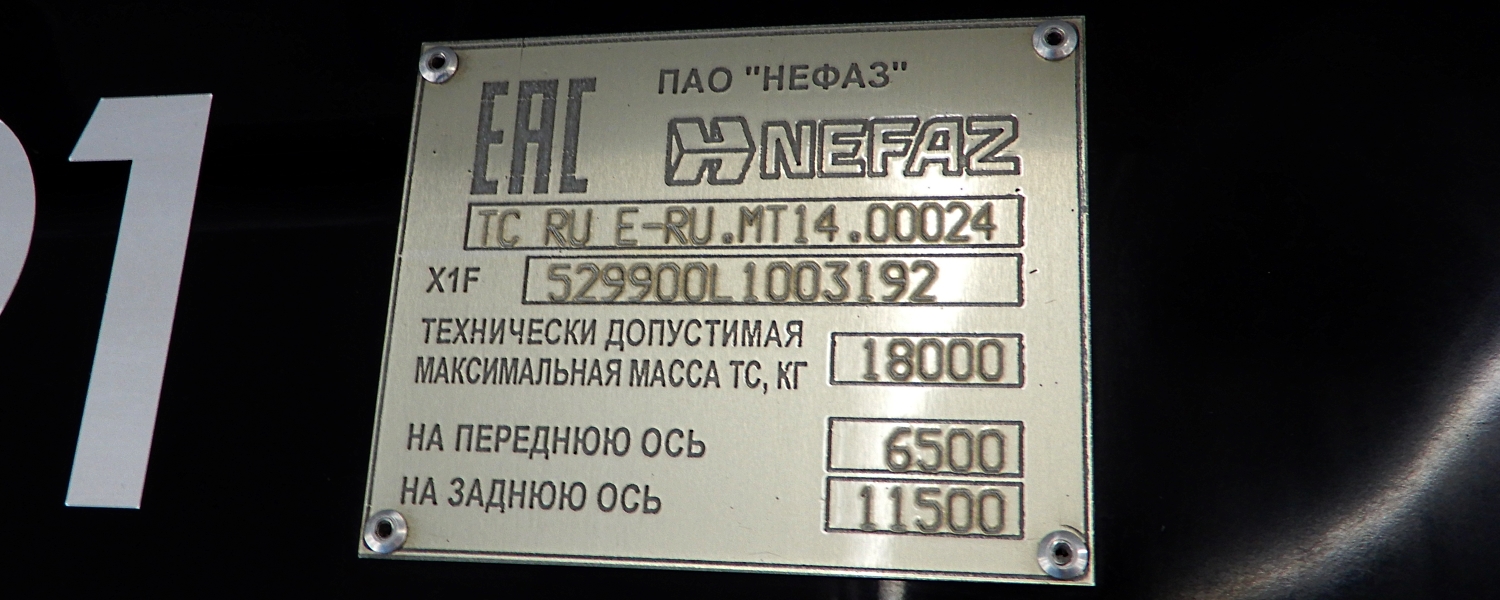 1
ПАО "НЕФАЗ"
EAC
NEFAZ
TC RU E-RU.MT14.00024
X1F 529900L1003192
ТЕХНИЧЕСКИ ДОПУСТИМАЯ
МАКСИМАЛЬНАЯ МАССА ТС, КГ 18000
НА ПЕРЕДНЮЮ ОСЬ 6500
НА ЗАДНЮЮ ОСЬ 11500